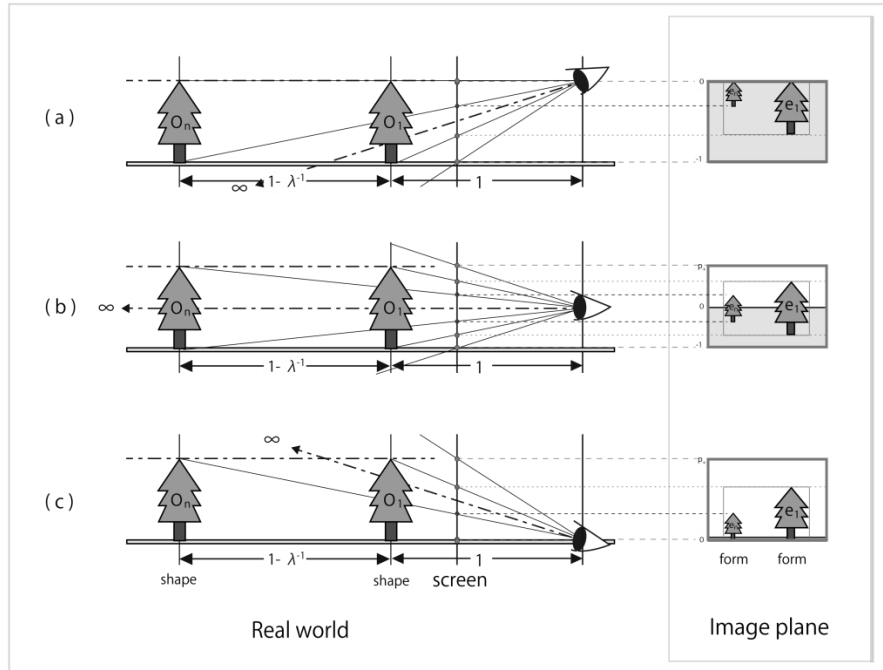 (a)
On
O1
∞
1- λ-1
1
0
-1
e1
(b)
∞
On
O1
1- λ-1
1
0
-1
e1
(c)
∞
On
O1
1- λ-1
1
0
e1
shape
shape
screen
form
form
Real world
Image plane